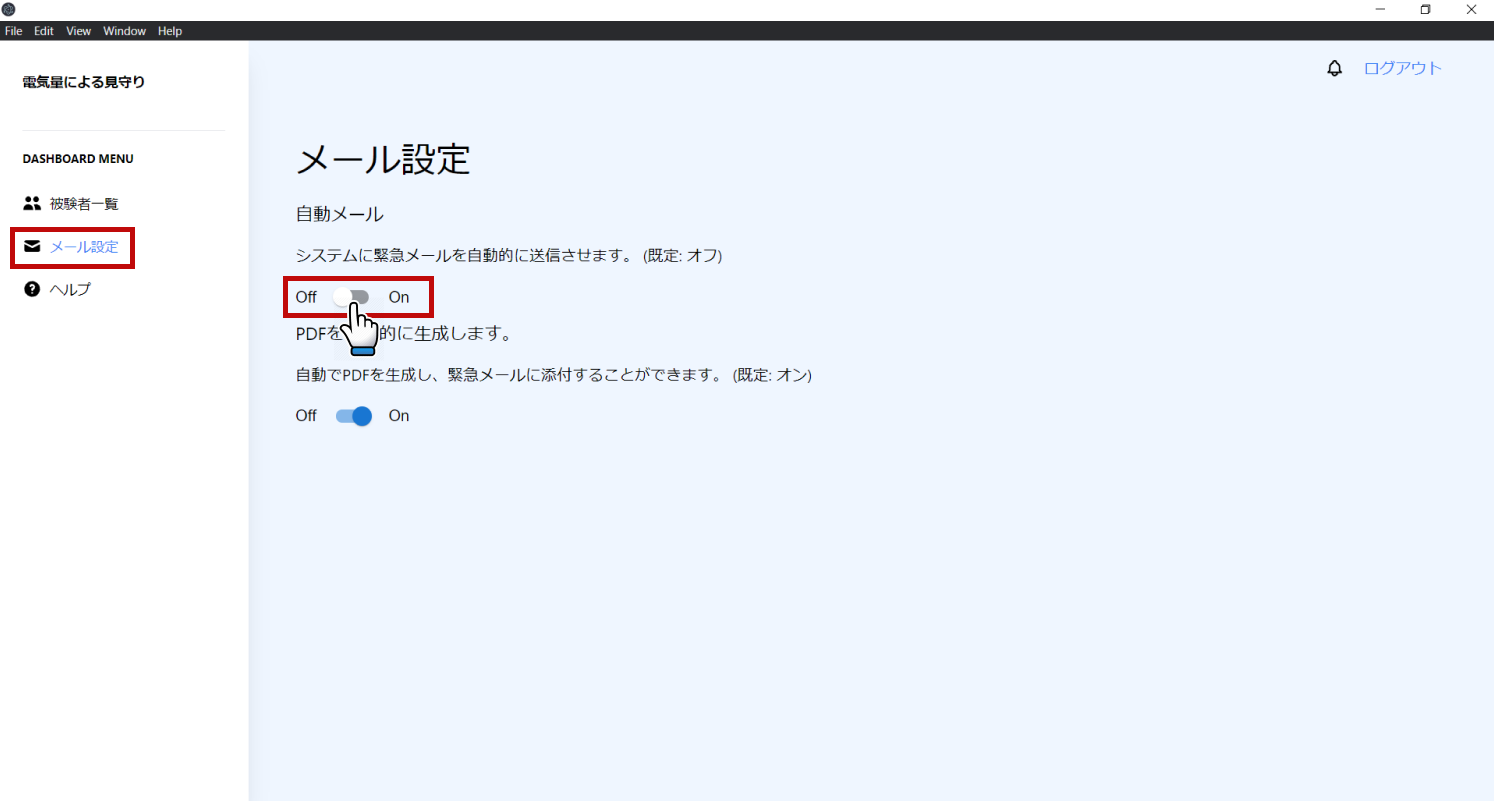 File Edit View Window Help
電気量による見守り
ログアウト
DASHBOARD MENU
被験者一覧
メール設定
ヘルプ
メール設定
自動メール
システムに緊急メールを自動的に送信させます。 (既定: オフ)
Off On
PDFを 的に生成します。
自動でPDFを生成し、緊急メールに添付することができます。 (既定: オン)
Off On